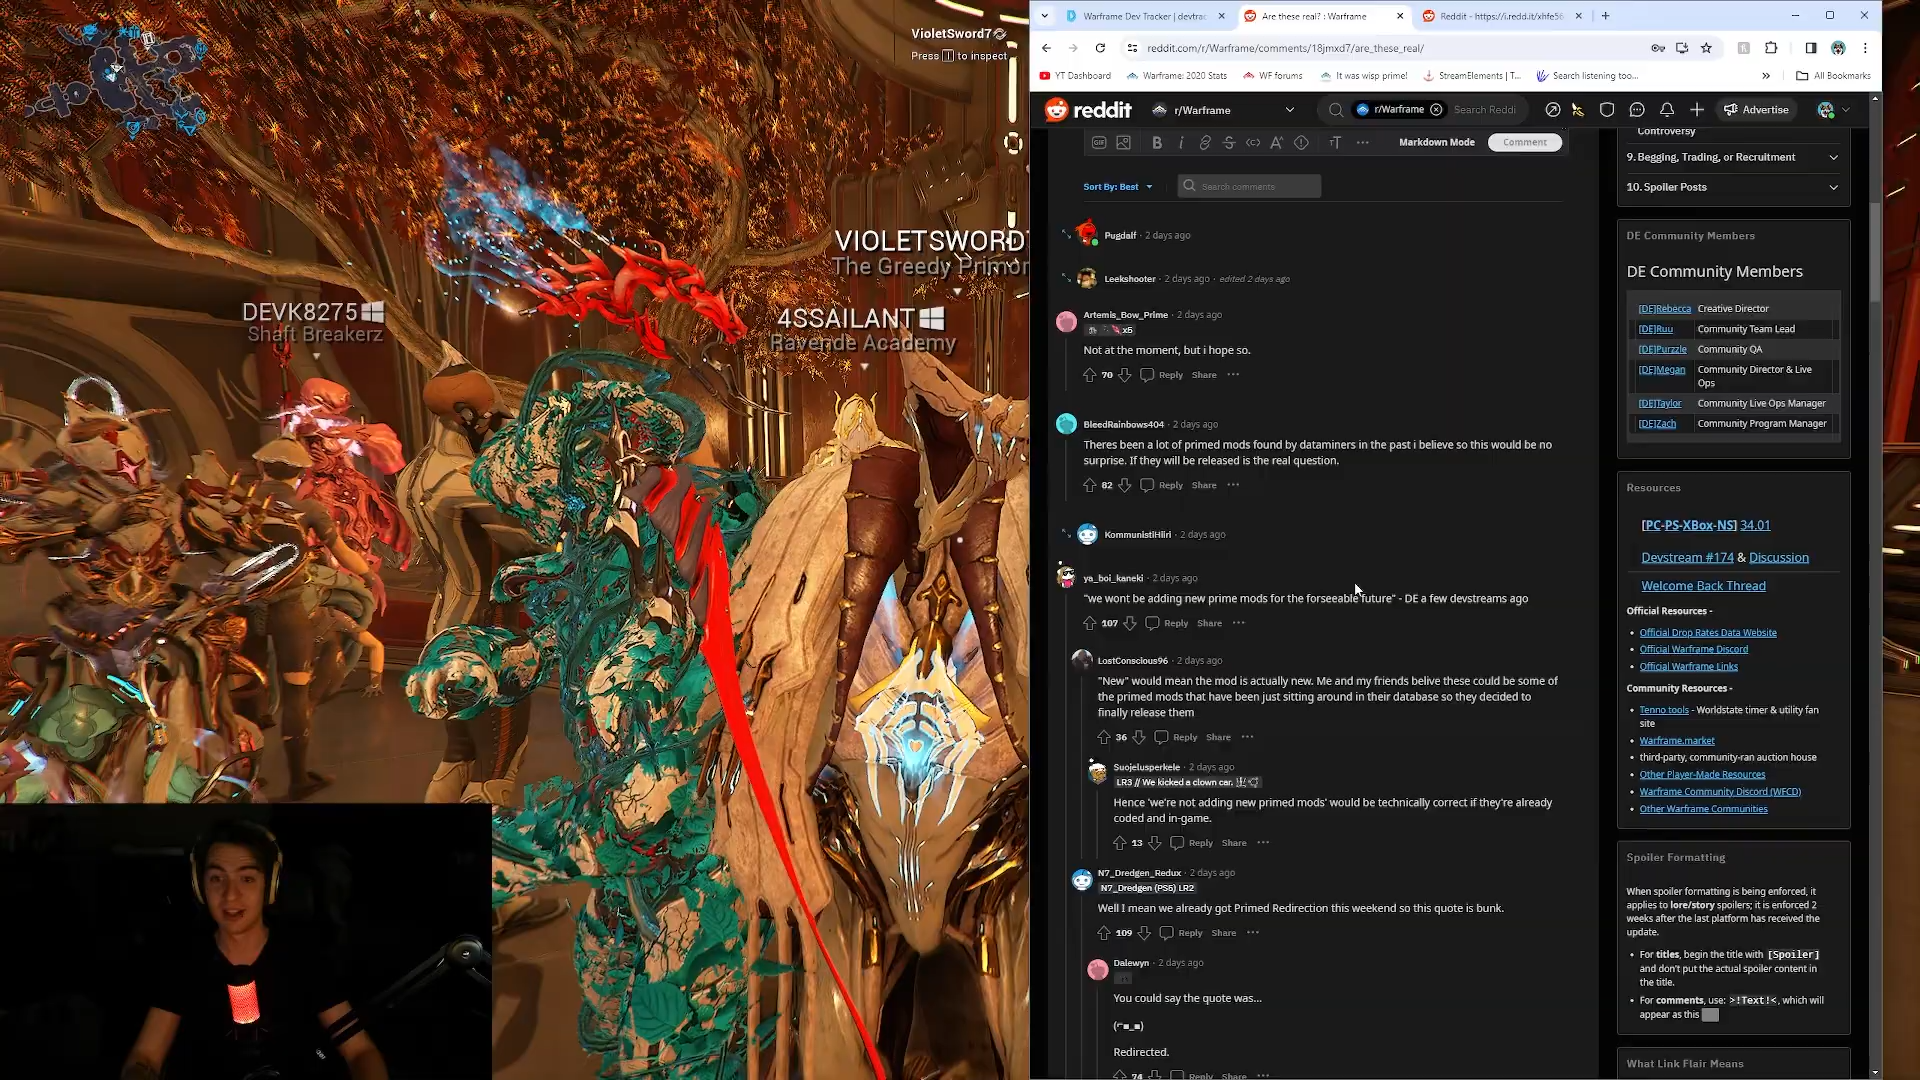 VioletSword7
Press I to inspect
VIOLETSWORD7
The Greedy Primor
DEVK8275
Shaft Breakerz
4SSAILANT
Ravende Academy
Warframe Dev Tracker | devtrac
Are these real? : Warframe
Reddit - https://i.redd.it/xhfe56
reddit.com/r/Warframe/comments/18jmxd7/are_these_real/
YT Dashboard
Warframe: 2020 Stats
WF forums
It was wisp prime!
StreamElements | T...
Search listening too...
All Bookmarks
reddit
r/Warframe
r/Warframe
Search Reddi
Advertise
Markdown Mode
Comment
Sort By: Best
Search comments
Pugdalf · 2 days ago
Leekshooter · 2 days ago · edited 2 days ago
Artemis_Bow_Prime · 2 days ago
x5
Not at the moment, but i hope so.
70 Reply Share
BleedRainbows404 · 2 days ago
Theres been a lot of primed mods found by dataminers in the past i believe so this would be no
surprise. If they will be released is the real question.
82 Reply Share
KommunistiHiiri · 2 days ago
ya_boi_kaneki · 2 days ago
"we wont be adding new prime mods for the forseeable future" - DE a few devstreams ago
107 Reply Share
LostConscious96 · 2 days ago
"New" would mean the mod is actually new. Me and my friends belive these could be some of
the primed mods that have been just sitting around in their database so they decided to
finally release them
36 Reply Share
Suojelusperkele · 2 days ago
LR3 // We kicked a clown car.
Hence 'we're not adding new primed mods' would be technically correct if they're already
coded and in-game.
13 Reply Share
N7_Dredgen_Redux · 2 days ago
N7_Dredgen (PS5) LR2
Well I mean we already got Primed Redirection this weekend so this quote is bunk.
109 Reply Share
Dalewyn · 2 days ago
You could say the quote was...
(⌐■_■)
Redirected.
74 Reply Share
Controversy
9. Begging, Trading, or Recruitment
10. Spoiler Posts
DE Community Members
DE Community Members
[DE]Rebecca Creative Director
[DE]Ruu Community Team Lead
[DE]Purzzle Community QA
[DE]Megan Community Director & Live
Ops
[DE]Taylor Community Live Ops Manager
[DE]Zach Community Program Manager
Resources
[PC-PS-XBox-NS] 34.01
Devstream #174 & Discussion
Welcome Back Thread
Official Resources -
• Official Drop Rates Data Website
• Official Warframe Discord
• Official Warframe Links
Community Resources -
• Tenno tools - Worldstate timer & utility fan
site
• Warframe.market
• third-party, community-ran auction house
• Other Player-Made Resources
• Warframe Community Discord (WFCD)
• Other Warframe Communities
Spoiler Formatting
When spoiler formatting is being enforced, it
applies to lore/story spoilers; it is enforced 2
weeks after the last platform has received the
update.
• For titles, begin the title with [Spoiler]
and don't put the actual spoiler content in
the title.
• For comments, use: >!Text!<, which will
appear as this
What Link Flair Means